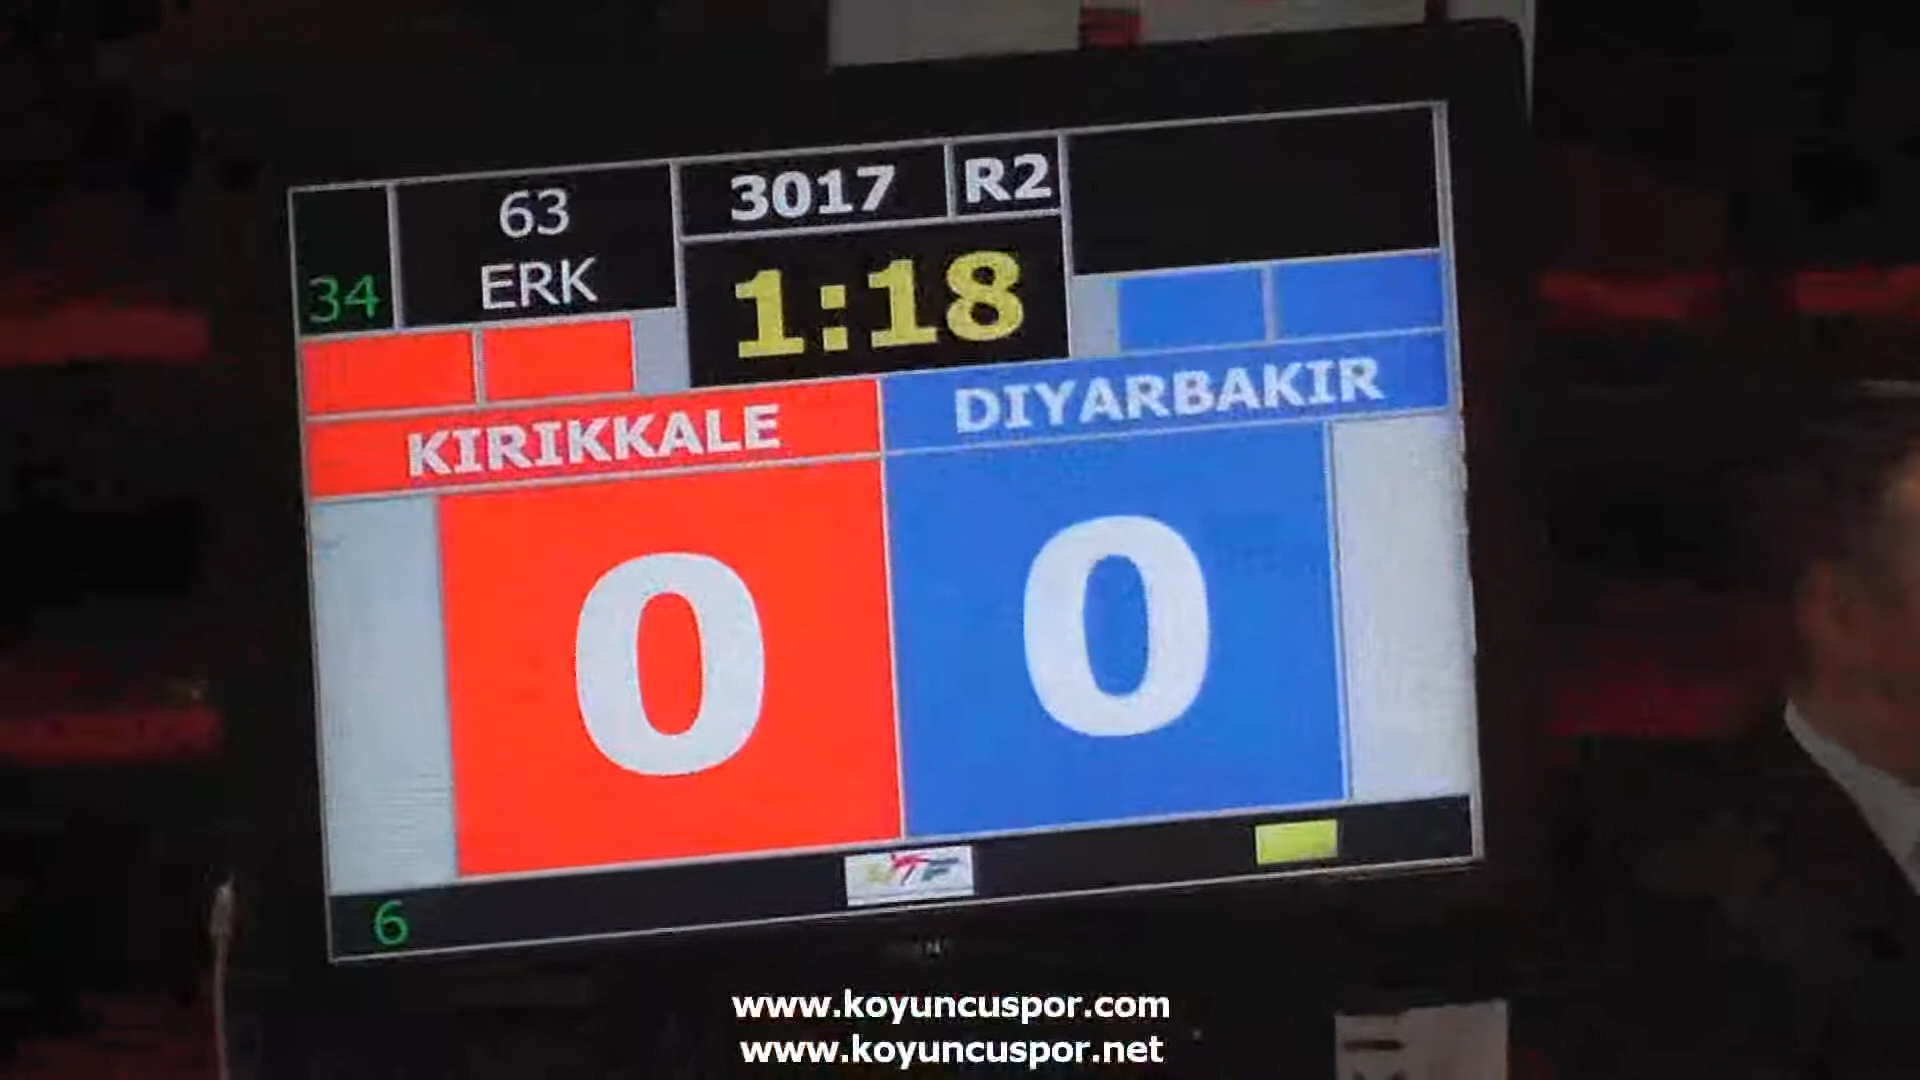 63
3017
R2
34
ERK
1:18
KIRIKKALE
DIYARBAKIR
0
0
6
www.koyuncuspor.com
www.koyuncuspor.net